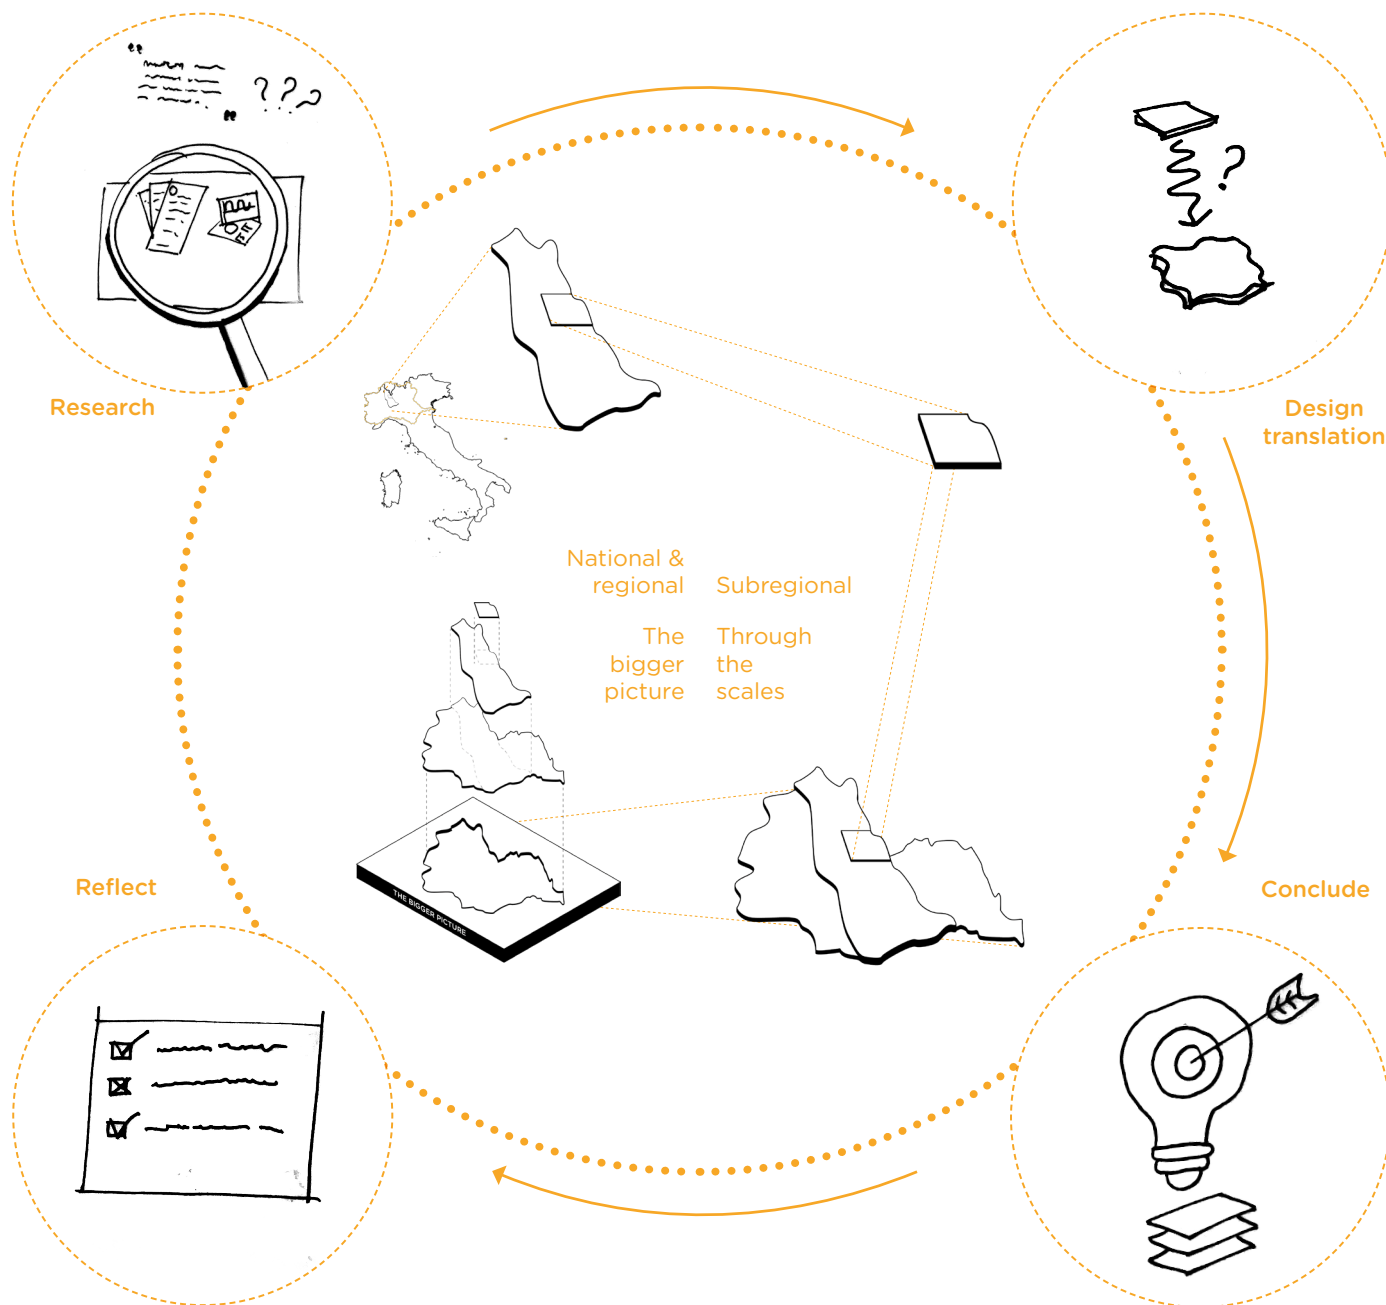 Research
Design
translation
National &
regional
Subregional
The
bigger
picture
Through
the
scales
THE BIGGER PICTURE
Reflect
Conclude